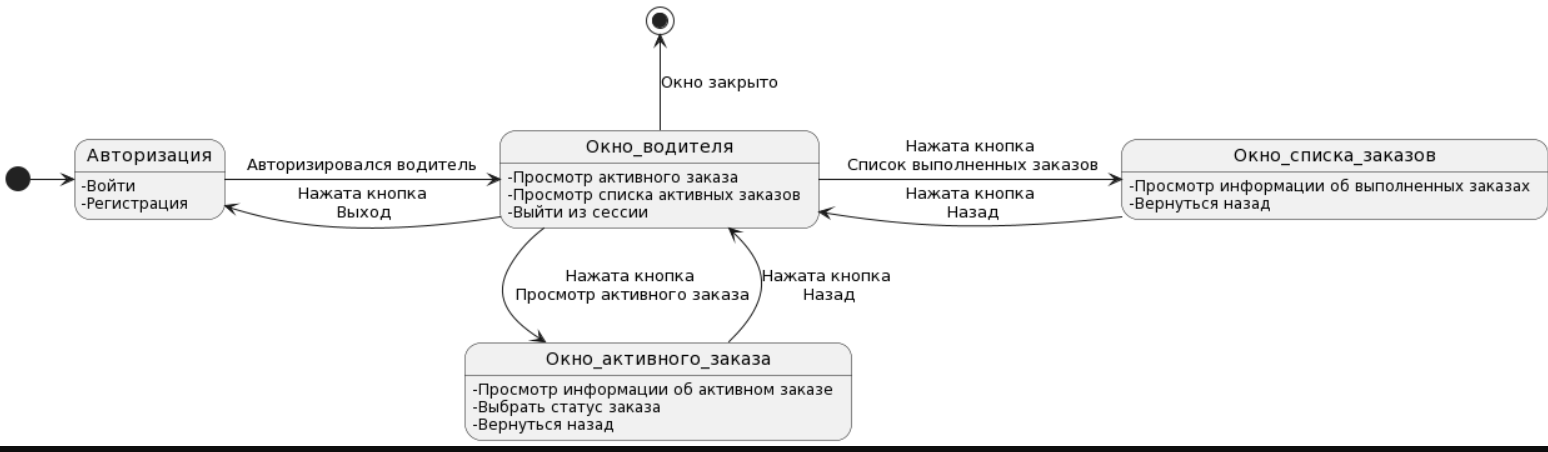 Окно закрыто
Авторизация
-Войти
-Регистрация
Авторизировался водитель
Нажата кнопка
Выход
Окно_водителя
-Просмотр активного заказа
-Просмотр списка активных заказов
-Выйти из сессии
Нажата кнопка
Список выполненных заказов
Нажата кнопка
Назад
Окно_списка_заказов
-Просмотр информации об выполненных заказах
-Вернуться назад
Нажата кнопка
Просмотр активного заказа
Нажата кнопка
Назад
Окно_активного_заказа
-Просмотр информации об активном заказе
-Выбрать статус заказа
-Вернуться назад